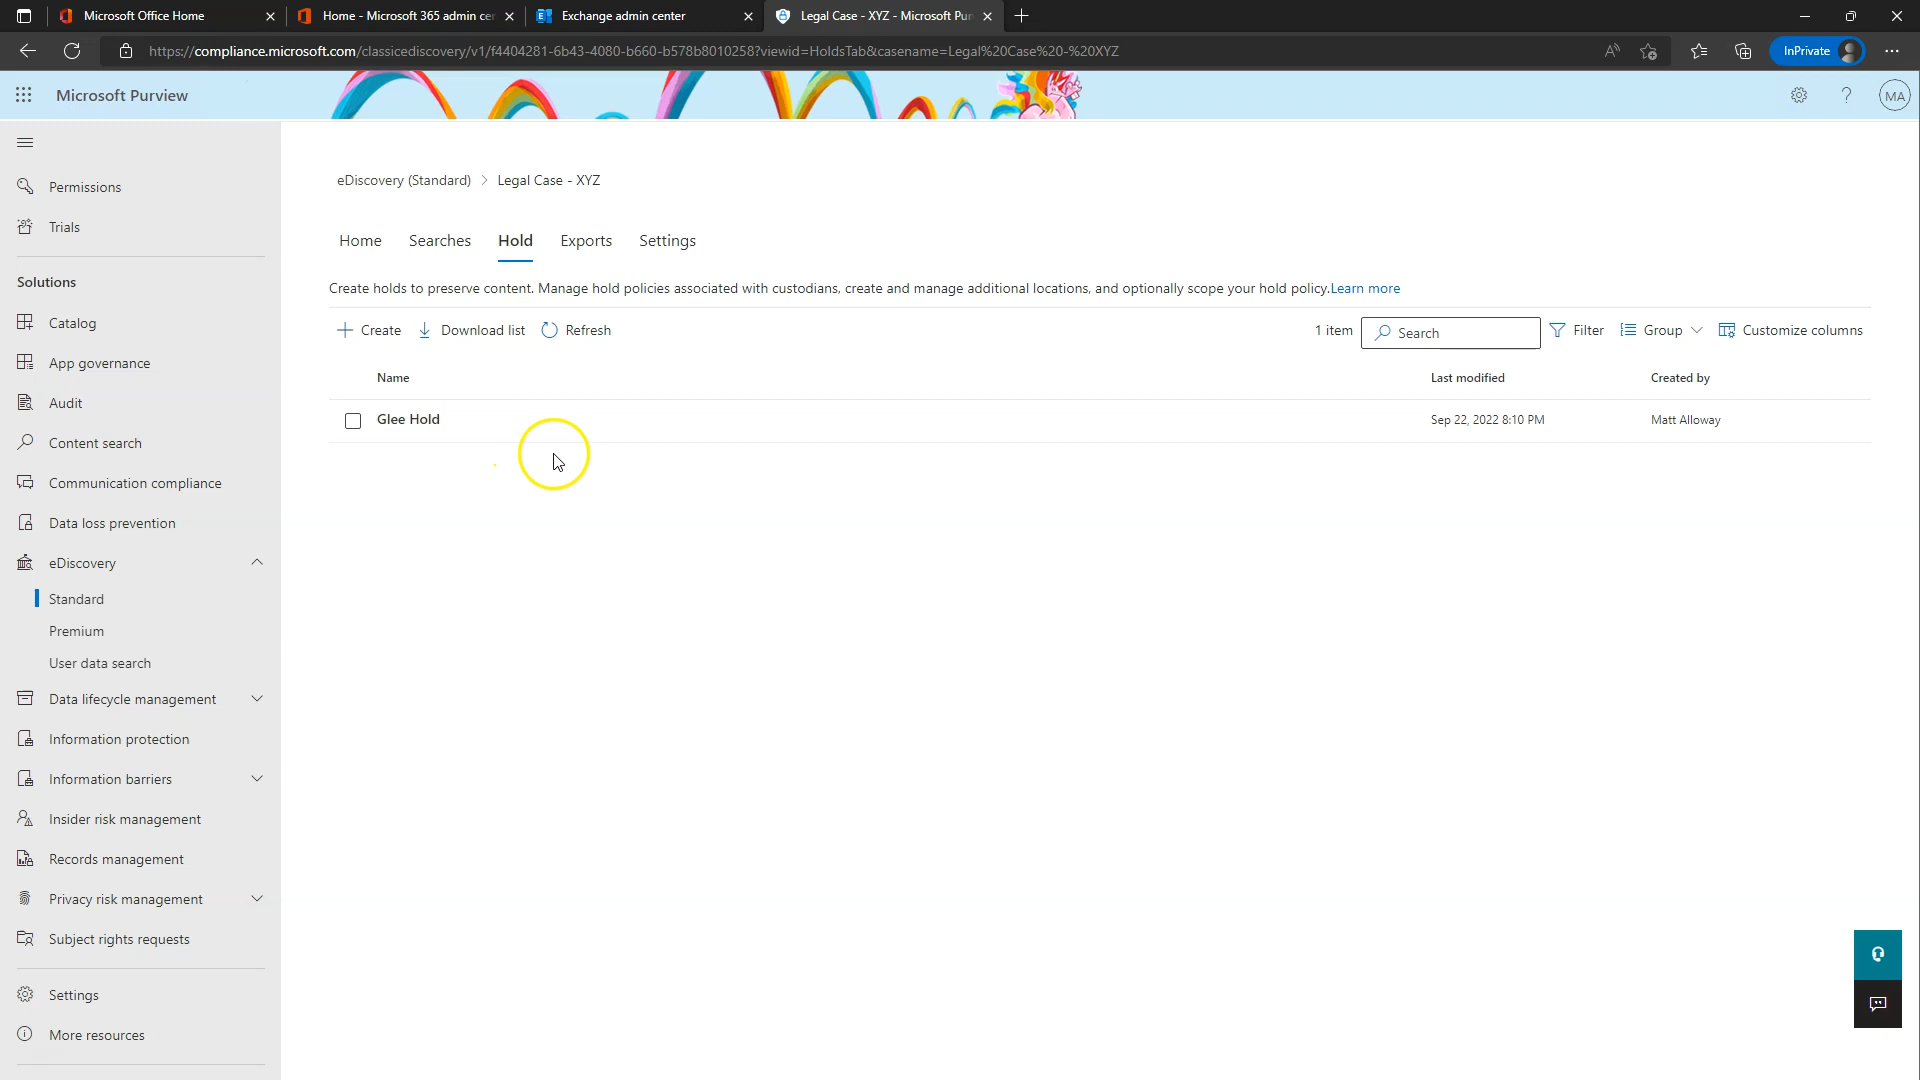 Microsoft Office Home
Home - Microsoft 365 admin cer
Exchange admin center
Legal Case - XYZ - Microsoft Pur
https://compliance.microsoft.com/classicediscovery/v1/f4404281-6b43-4080-b660-b578b8010258?viewid=HoldsTab&casename=Legal%20Case%20-%20XYZ
InPrivate
Microsoft Purview
MA
Permissions
Trials
Solutions
Catalog
App governance
Audit
Content search
Communication compliance
Data loss prevention
eDiscovery
Standard
Premium
User data search
Data lifecycle management
Information protection
Information barriers
Insider risk management
Records management
Privacy risk management
Subject rights requests
Settings
More resources
eDiscovery (Standard) > Legal Case - XYZ
Home Searches Hold Exports Settings
Create holds to preserve content. Manage hold policies associated with custodians, create and manage additional locations, and optionally scope your hold policy.Learn more
Create Download list Refresh 1 item Search Filter Group Customize columns
Name Last modified Created by
Glee Hold Sep 22, 2022 8:10 PM Matt Alloway